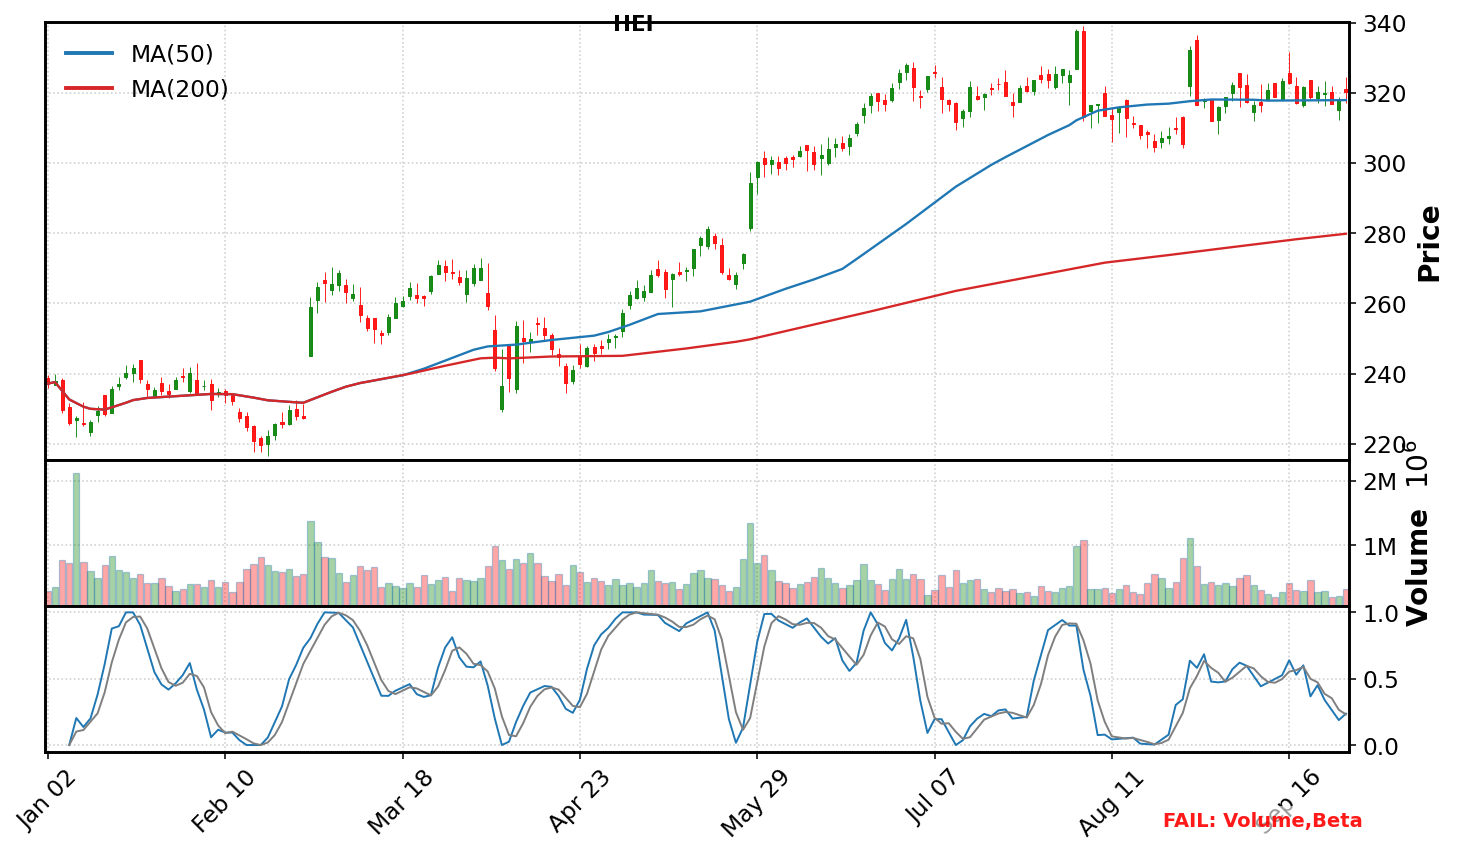 HEI
MA(50)
MA(200)
340
320
300
280
260
240
220
Price
2M
1M
Volume 10^6
1.0
0.5
0.0
Jan 02
Feb 10
Mar 18
Apr 23
May 29
Jul 07
Aug 11
Sep 16
FAIL: Volume,Beta